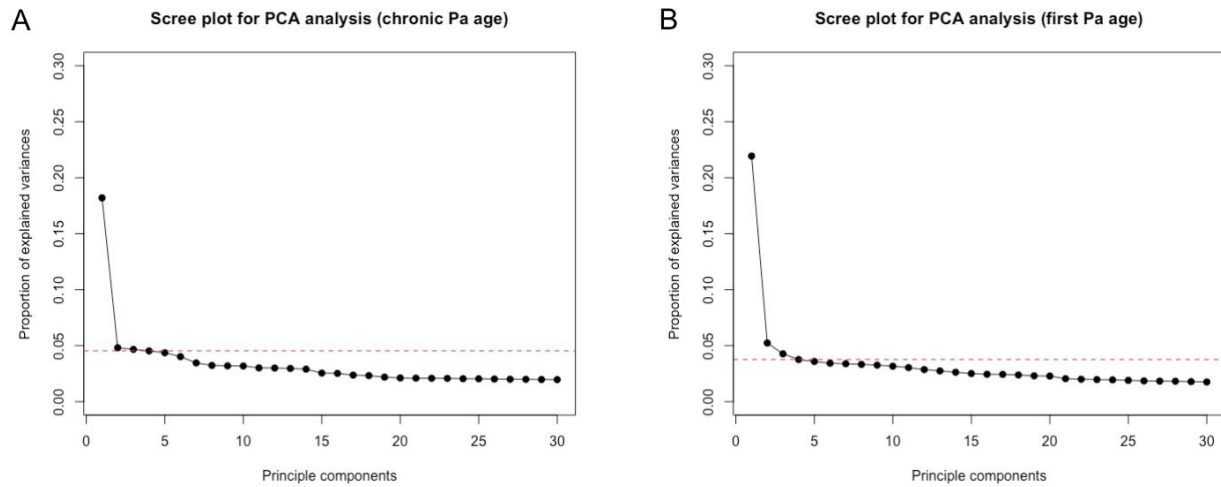 A
Scree plot for PCA analysis (chronic Pa age)
Proportion of explained variances
0.30
0.25
0.20
0.15
0.10
0.05
0.00
0 5 10 15 20 25 30
Principle components
B
Scree plot for PCA analysis (first Pa age)
Proportion of explained variances
0.30
0.25
0.20
0.15
0.10
0.05
0.00
0 5 10 15 20 25 30
Principle components